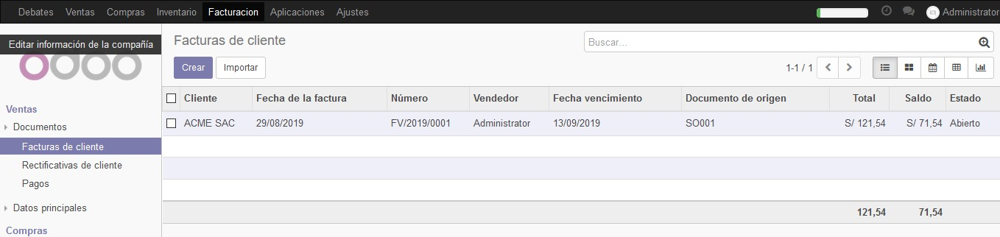 Debates Ventas Compras Inventario Facturacion Aplicaciones Ajustes Administrator
Editar información de la compañía
odoo
Facturas de cliente
Buscar...
Crear Importar
1-1 / 1
Ventas
Documentos
Facturas de cliente
Rectificativas de cliente
Pagos
Datos principales
Compras
Cliente Fecha de la factura Número Vendedor Fecha vencimiento Documento de origen Total Saldo Estado
ACME SAC 29/08/2019 FV/2019/0001 Administrator 13/09/2019 SO001 S/ 121,54 S/ 71,54 Abierto
121,54 71,54